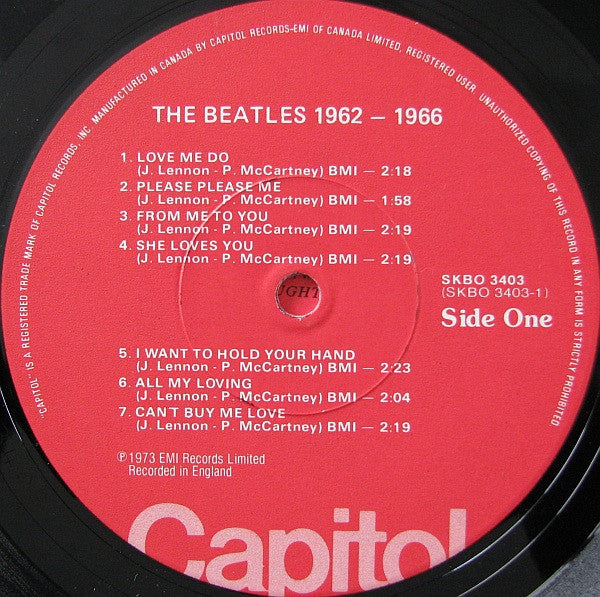 "CAPITOL" IS A REGISTERED TRADE MARK OF CAPITOL RECORDS, INC. MANUFACTURED IN CANADA BY CAPITOL RECORDS-EMI OF CANADA LIMITED, REGISTERED USER. UNAUTHORIZED COPYING OF THIS RECORD IN ANY FORM IS STRICTLY PROHIBITED
THE BEATLES 1962 – 1966
1. LOVE ME DO
(J. Lennon - P. McCartney) BMI – 2:18
2. PLEASE PLEASE ME
(J. Lennon - P. McCartney) BMI – 1:58
3. FROM ME TO YOU
(J. Lennon - P. McCartney) BMI – 2:19
4. SHE LOVES YOU
(J. Lennon - P. McCartney) BMI – 2:19
SKBO 3403
(SKBO 3403-1)
Side One
5. I WANT TO HOLD YOUR HAND
(J. Lennon - P. McCartney) BMI – 2:23
6. ALL MY LOVING
(J. Lennon - P. McCartney) BMI – 2:04
7. CAN'T BUY ME LOVE
(J. Lennon - P. McCartney) BMI – 2:19
℗1973 EMI Records Limited
Recorded in England
Capitol